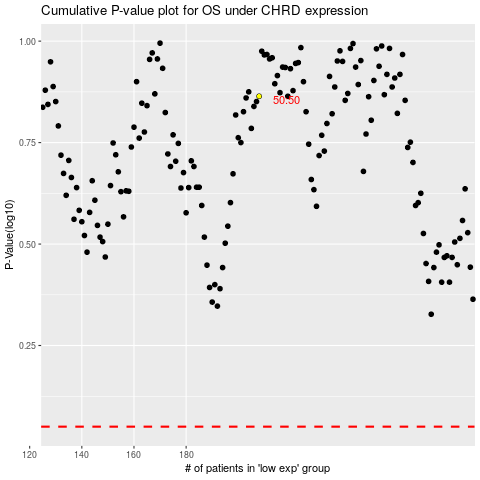 Cumulative P-value plot for OS under CHRD expression
1.00
0.75
0.50
0.25
P-Value(log10)
50:50
120 140 160 180
# of patients in 'low exp' group